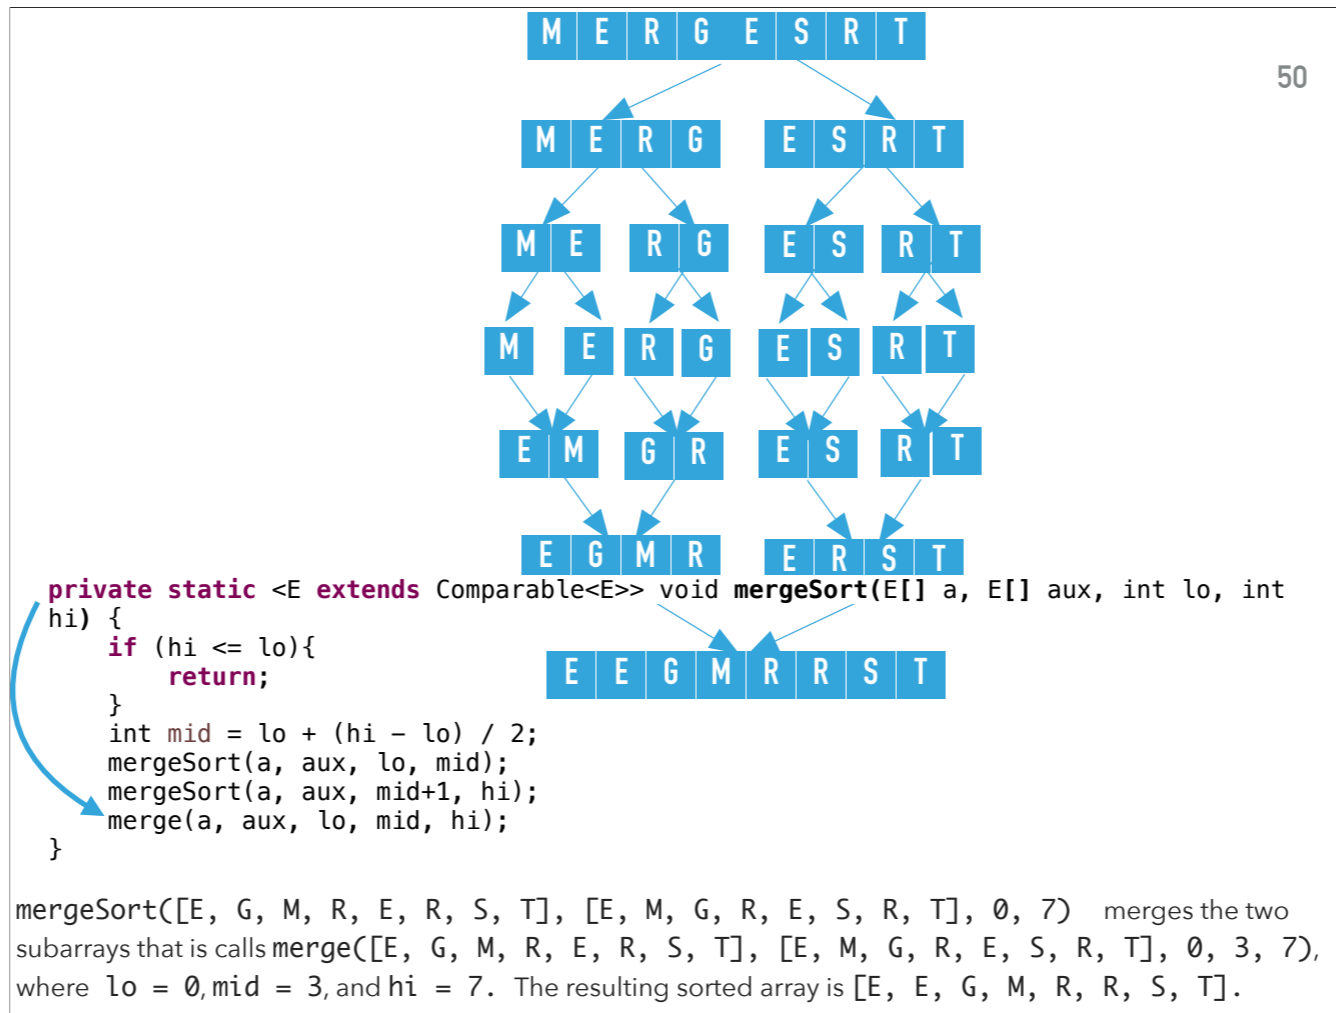 M E R G E S R T
50
M E R G E S R T
M E R G E S R T
M E R G E S R T
E M G R E S R T
E G M R E R S T
private static <E extends Comparable<E>> void mergeSort(E[] a, E[] aux, int lo, int
hi) {
if (hi <= lo){
return;
}
E E G M R R S T
int mid = lo + (hi – lo) / 2;
mergeSort(a, aux, lo, mid);
mergeSort(a, aux, mid+1, hi);
merge(a, aux, lo, mid, hi);
}
mergeSort([E, G, M, R, E, R, S, T], [E, M, G, R, E, S, R, T], 0, 7) merges the two
subarrays that is calls merge([E, G, M, R, E, R, S, T], [E, M, G, R, E, S, R, T], 0, 3, 7),
where lo = 0, mid = 3, and hi = 7. The resulting sorted array is [E, E, G, M, R, R, S, T].